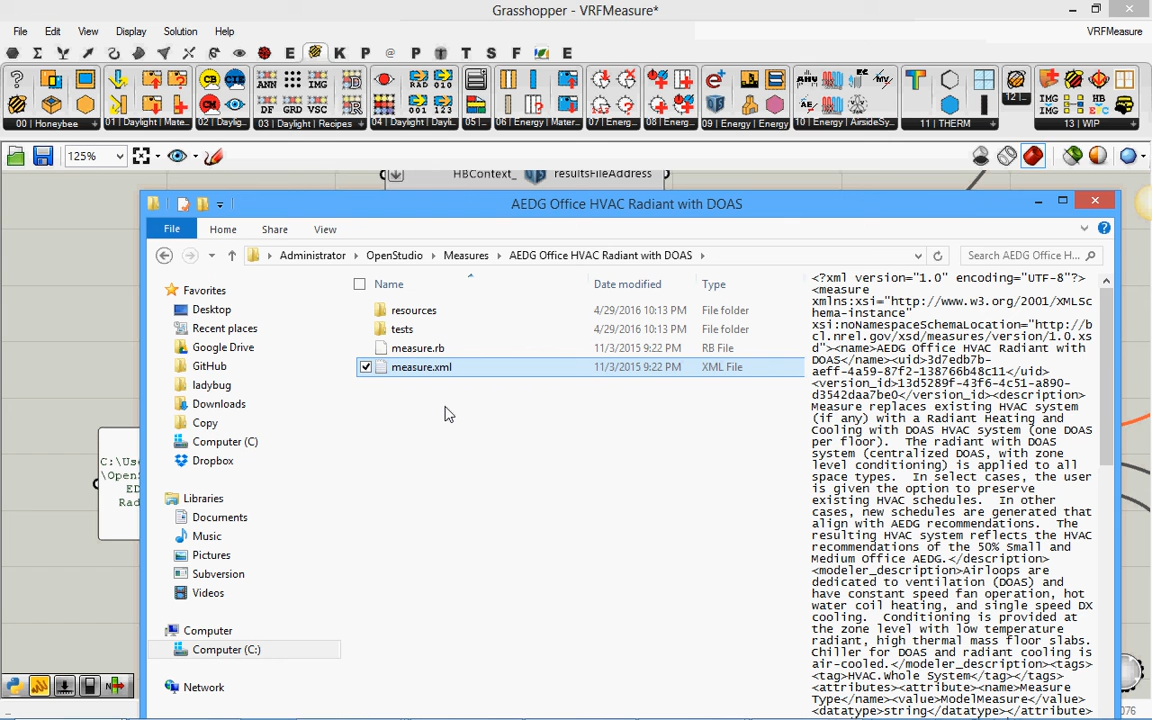 Grasshopper - VRFMeasure*
File Edit View Display Solution Help
VRFMeasure
E K P @ P T S F E
00 | Honeybee
01 | Daylight | Mate...
02 | Daylig...
03 | Daylight | Recipes
04 | Daylight...
05 |...
06 | Energy | Mater...
07 | Energ...
08 | Energ...
09 | Energy | Energy
10 | Energy | AirsideSy...
11 | THERM
12 |...
13 | WIP
125%
HBContext_ resultsFileAddress
AEDG Office HVAC Radiant with DOAS
File Home Share View
Administrator OpenStudio Measures AEDG Office HVAC Radiant with DOAS
Search AEDG Office H...
Favorites
Desktop
Recent places
Google Drive
GitHub
ladybug
Downloads
Copy
Computer (C)
Dropbox
Libraries
Documents
Music
Pictures
Subversion
Videos
Computer
Computer (C:)
Network
Name Date modified Type
resources 4/29/2016 10:13 PM File folder
tests 4/29/2016 10:13 PM File folder
measure.rb 11/3/2015 9:22 PM RB File
measure.xml 11/3/2015 9:22 PM XML File
C:\Use
\OpenS
ED
Rad
<?xml version="1.0" encoding="UTF-8"?>
<measure
xmlns:xsi="http://www.w3.org/2001/XMLSc
hema-instance"
xsi:noNamespaceSchemaLocation="http://b
cl.nrel.gov/xsd/measures/version/1.0.xs
d"><name>AEDG Office HVAC Radiant with
DOAS</name><uid>3d7edb7b-
aeff-4a59-87f2-138766b48c11</uid>
<version_id>13d5289f-43f6-4c51-a890-
d3542daa7be0</version_id><description>
Measure replaces existing HVAC system
(if any) with a Radiant Heating and
Cooling with DOAS HVAC system (one DOAS
per floor).  The radiant with DOAS
system (centralized DOAS, with zone
level conditioning) is applied to all
space types.  In select cases, the user
is given the option to preserve
existing HVAC schedules.  In other
cases, new schedules are generated that
align with AEDG recommendations.  The
resulting HVAC system reflects the HVAC
recommendations of the 50% Small and
Medium Office AEDG.</description>
<modeler_description>Airloops are
dedicated to ventilation (DOAS) and
have constant speed fan operation, hot
water coil heating, and single speed DX
cooling.  Conditioning is provided at
the zone level with low temperature
radiant, high thermal mass floor slabs.
Chiller for DOAS and radiant cooling is
air-cooled.</modeler_description><tags>
<tag>HVAC.Whole System</tag></tags>
<attributes><attribute><name>Measure
Type</name><value>ModelMeasure</value>
<datatype>string</datatype></attribute>